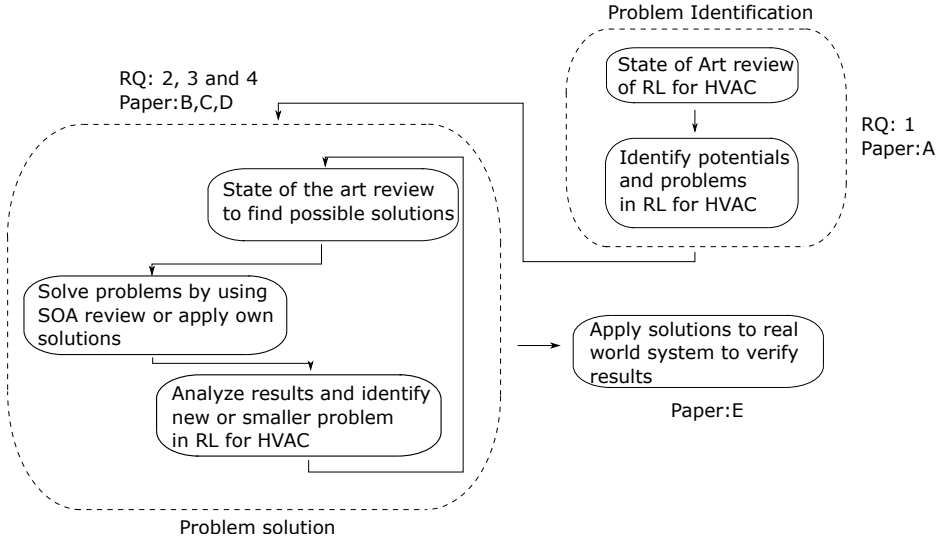 Problem Identification
State of Art review
of RL for HVAC
Identify potentials
and problems
in RL for HVAC
RQ: 1
Paper:A
RQ: 2, 3 and 4
Paper:B,C,D
State of the art review
to find possible solutions
Solve problems by using
SOA review or apply own
solutions
Analyze results and identify
new or smaller problem
in RL for HVAC
Problem solution
Apply solutions to real
world system to verify
results
Paper:E